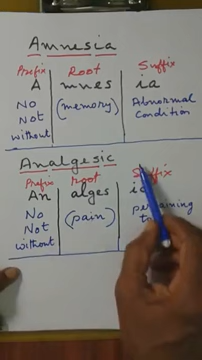 Amnesia
Prefix Root Suffix
A mnes ia
No (memory) Abnormal
Not Condition
without
Analgesic
Prefix root Suffix
An alges ic
No (pain) pertaining
Not to
without